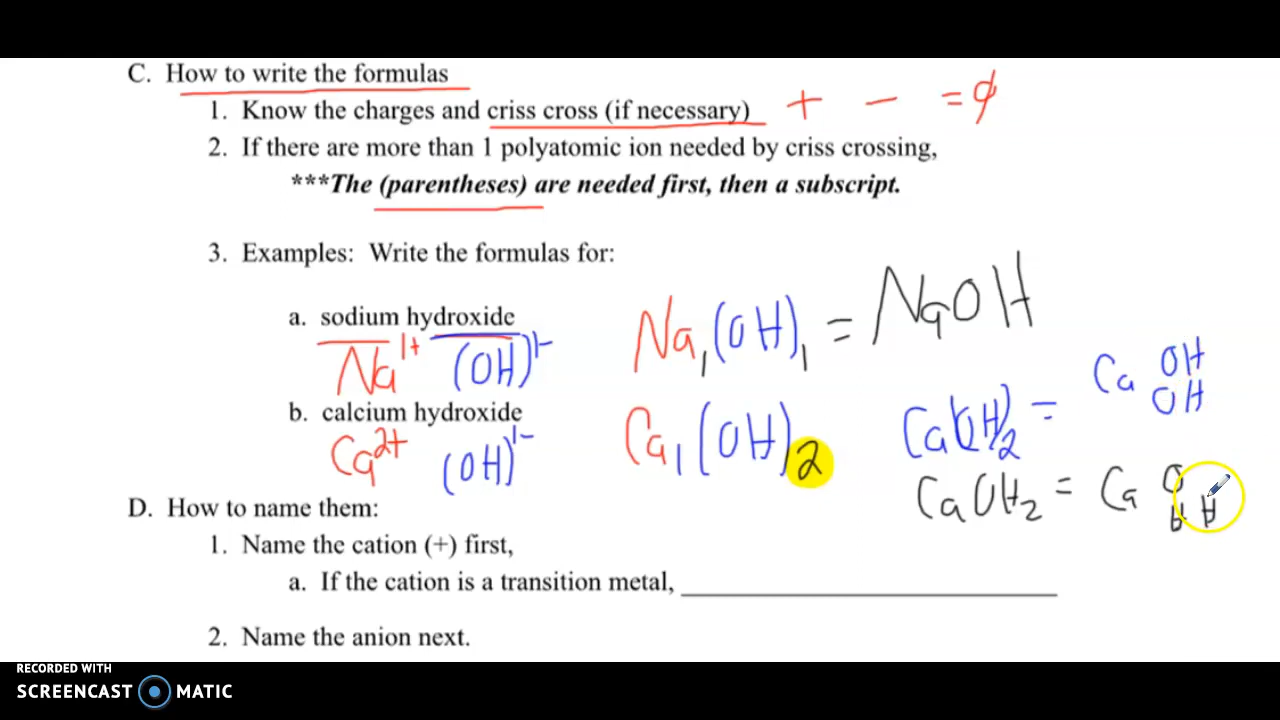 C. How to write the formulas
1. Know the charges and criss cross (if necessary) + - = φ
2. If there are more than 1 polyatomic ion needed by criss crossing,
***The (parentheses) are needed first, then a subscript.
3. Examples: Write the formulas for:
a. sodium hydroxide Na₁(OH)₁ = NaOH
Na¹⁺ (OH)¹⁻
b. calcium hydroxide Ca₁(OH)₂ Ca(OH)₂ = Ca OH OH
Ca²⁺ (OH)¹⁻ CaOH₂ = Ca O H H
D. How to name them:
1. Name the cation (+) first,
a. If the cation is a transition metal, ____________________
2. Name the anion next.
RECORDED WITH
SCREENCAST MATIC